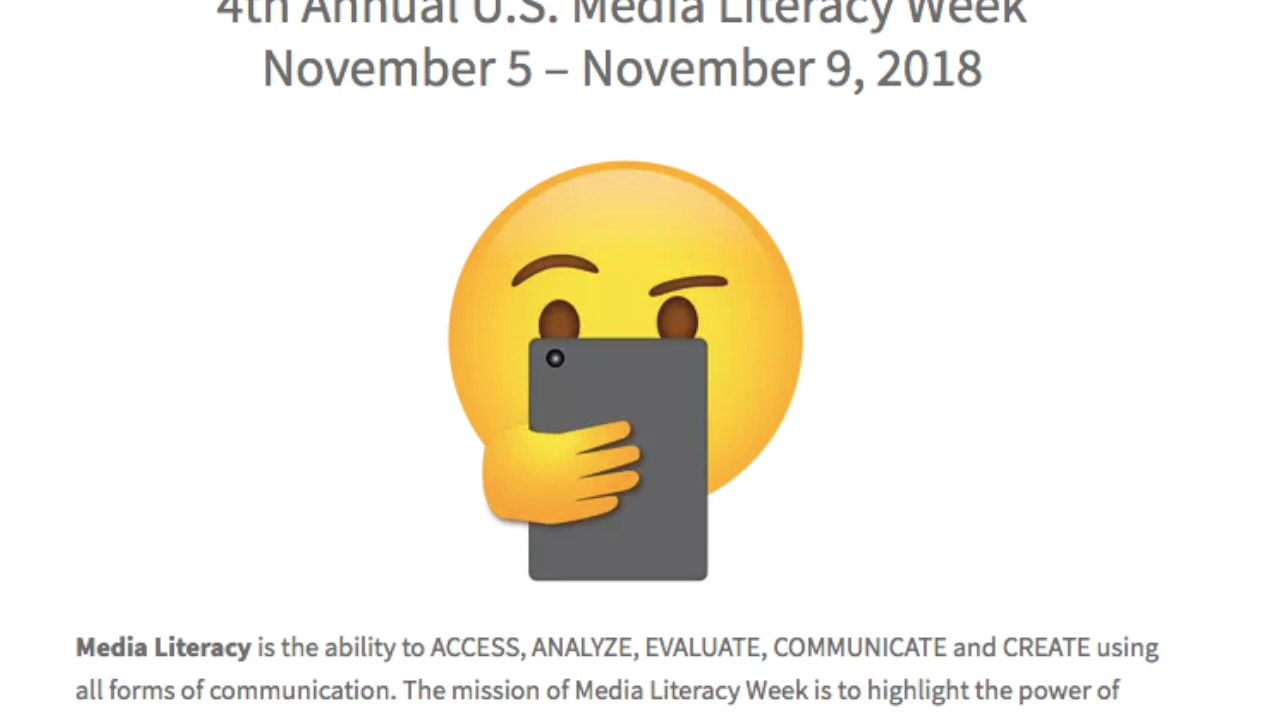 4th Annual U.S. Media Literacy Week
November 5 – November 9, 2018
Media Literacy is the ability to ACCESS, ANALYZE, EVALUATE, COMMUNICATE and CREATE using
all forms of communication. The mission of Media Literacy Week is to highlight the power of